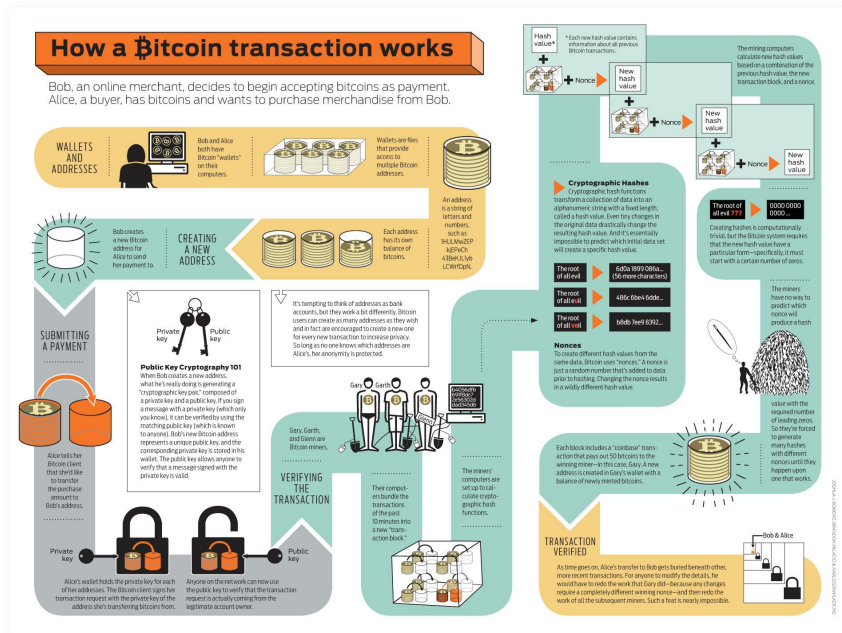 How a Bitcoin transaction works
Bob, an online merchant, decides to begin accepting bitcoins as payment.
Alice, a buyer, has bitcoins and wants to purchase merchandise from Bob.
WALLETS
AND
ADDRESSES
Bob and Alice
both have
Bitcoin “wallets”
on their
computers.
Wallets are files
that provide
access to
multiple Bitcoin
addresses.
An address
is a string of
letters and
numbers,
such as
43BeHJL1yb
LCWrfDpN.
Each address
has its own
balance of
bitcoins.
CREATING
A NEW
ADDRESS
Bob creates
a new Bitcoin
address for
Alice to send
her payment to.
SUBMITTING
A PAYMENT
Private
key
Public
key
Public Key Cryptography 101
When Bob creates a new address,
what he’s really doing is generating a
“cryptographic key pair,” composed of
a private key and a public key. If you sign
a message with a private key (which only
you know), it can be verified by using the
matching public key (which is known
to anyone). Bob’s new Bitcoin address
represents a unique public key, and the
corresponding private key is stored in his
wallet. The public key allows anyone to
verify that a message signed with the
private key is valid.
It’s tempting to think of addresses as bank
accounts, but they work a bit differently. Bitcoin
users can create as many addresses as they wish
and in fact are encouraged to create a new one
for every new transaction to increase privacy.
So long as no one knows which addresses are
Alice’s, her anonymity is protected.
Alice tells her
Bitcoin client
that she’d like
to transfer
the purchase
amount to
Bob’s address.
Private
key
Public
key
Alice’s wallet holds the private key for each
of her addresses. The Bitcoin client signs her
transaction request with the private key of the
address she’s transferring bitcoins from.
Anyone on the network can now use
the public key to verify that the transaction
request is actually coming from the
legitimate account owner.
VERIFYING
THE
TRANSACTION
Gary
Garth
Glenn
Gary, Garth,
and Glenn are
Bitcoin miners.
Their comput-
ers bundle the
transactions
of the past
10 minutes into
a new “trans-
action block.”
The miners’
computers are
set up to cal-
culate crypto-
graphic hash
functions.
Hash
value*
* Each new hash value contains
information about all previous
Bitcoin transactions.
+
+ Nonce
New
hash
value
+
+ Nonce
New
hash
value
+
+ Nonce
New
hash
value
The mining computers
calculate new hash values
based on a combination of the
previous hash value, the new
transaction block, and a nonce.
Cryptographic Hashes
Cryptographic hash functions
transform a collection of data into an
alphanumeric string with a fixed length,
called a hash value. Even tiny changes in
the original data drastically change the
resulting hash value. And it’s essentially
impossible to predict which initial data set
will create a specific hash value.
The root
of all evil
6d0a 1899 086a...
(56 more characters)
The root
of all euil
486c 6be4 6dde...
The root
of all veil
b8db 7ee9 8392...
Nonces
To create different hash values from
the same data, Bitcoin uses “nonces.” A nonce is
just a random number that’s added to data
prior to hashing. Changing the nonce results
in a wildly different hash value.
The root of
all evil ???
0000 0000
0000...
Creating hashes is computationally
trivial, but the Bitcoin system requires
that the new hash value have a
particular form—specifically, it must
start with a certain number of zeros.
The miners
have no way to
predict which
nonce will
produce a hash
value with the
required number
of leading zeros.
So they’re forced
to generate
many hashes
with different
nonces until they
happen upon
one that works.
Each block includes a “coinbase” trans-
action that pays out 50 bitcoins to the
winning miner—in this case, Gary. A new
address is created in Gary’s wallet with a
balance of newly minted bitcoins.
TRANSACTION
VERIFIED
Bob & Alice
As time goes on, Alice’s transfer to Bob gets buried beneath other,
more recent transactions. For anyone to modify the details, he
would have to redo the work that Gary did—because any changes
require a completely different winning nonce—and then redo the
work of all the subsequent miners. Such a feat is nearly impossible.